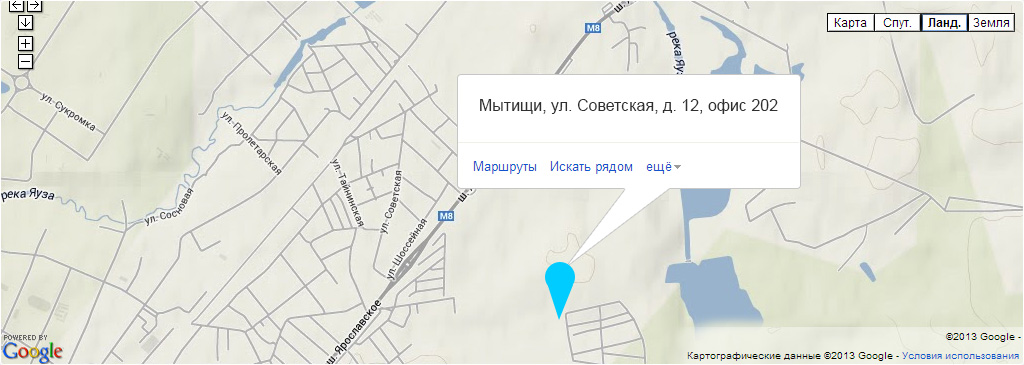 Карта
Спут.
Ланд.
Земля
М8
ш.
река Яуза
ул. Сукромка
ул. Пролетарская
Мытищи, ул. Советская, д. 12, офис 202
Маршруты Искать рядом ещё
река Яуза
ул. Сосновая
ул. Тайнинская
ул. Советская
ул. Шоссейная
М8
ш. Ярославское
POWERED BY
Google
©2013 Google -
Картографические данные ©2013 Google - Условия использования